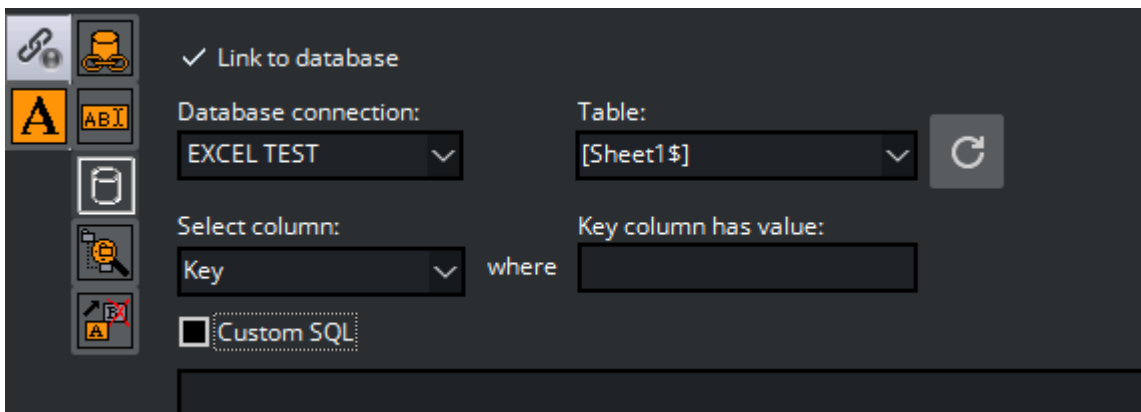 Link to database
Database connection:
Table:
EXCEL TEST
[Sheet1$]
Select column:
Key column has value:
Key
where
Custom SQL
A
ABI
A